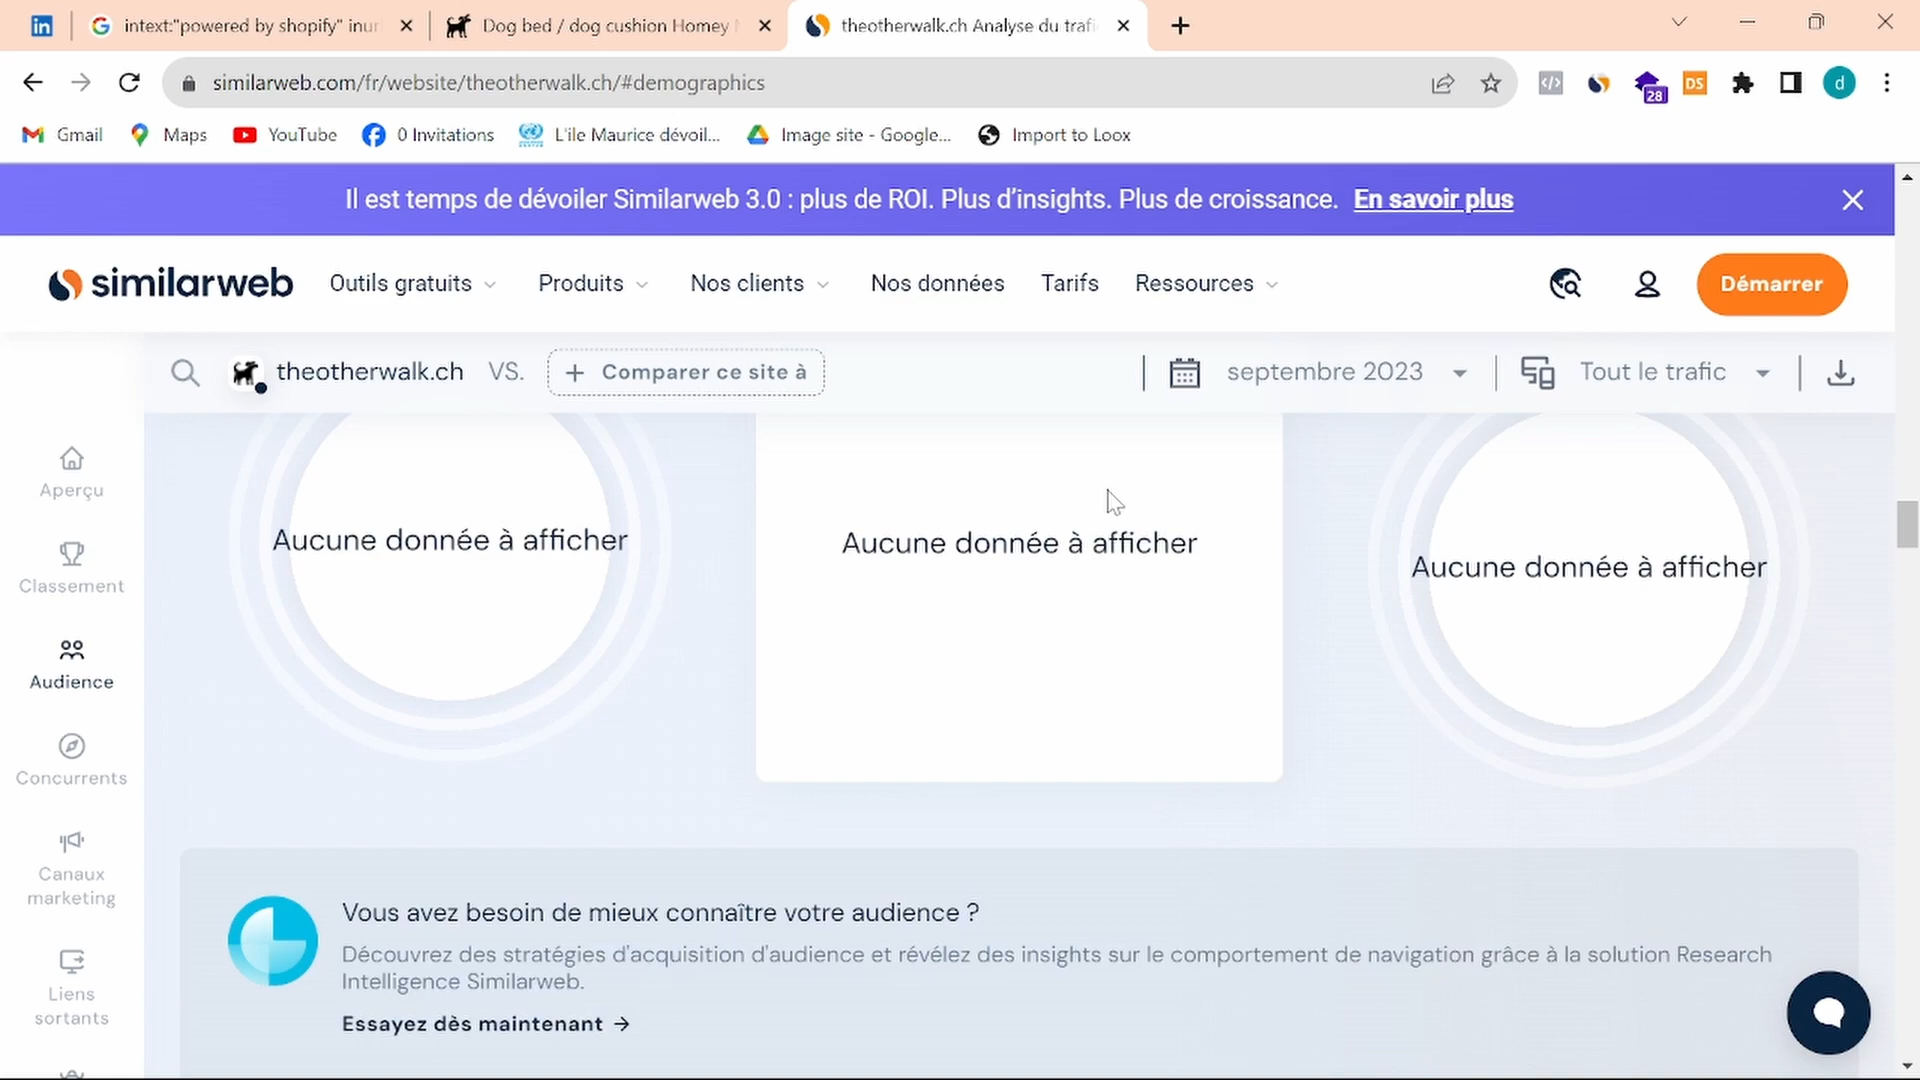 intext:"powered by shopify" inur
Dog bed / dog cushion Homey
theotherwalk.ch Analyse du trafi
similarweb.com/fr/website/theotherwalk.ch/#demographics
28
DS
d
Gmail
Maps
YouTube
0 Invitations
L'ile Maurice dévoil...
Image site - Google...
Import to Loox
Il est temps de dévoiler Similarweb 3.0 : plus de ROI. Plus d’insights. Plus de croissance. En savoir plus
similarweb
Outils gratuits
Produits
Nos clients
Nos données
Tarifs
Ressources
Démarrer
theotherwalk.ch
VS.
+ Comparer ce site à
septembre 2023
Tout le trafic
Aperçu
Classement
Audience
Concurrents
Canaux
marketing
Liens
sortants
Aucune donnée à afficher
Aucune donnée à afficher
Aucune donnée à afficher
Vous avez besoin de mieux connaître votre audience ?
Découvrez des stratégies d'acquisition d'audience et révélez des insights sur le comportement de navigation grâce à la solution Research
Intelligence Similarweb.
Essayez dès maintenant →